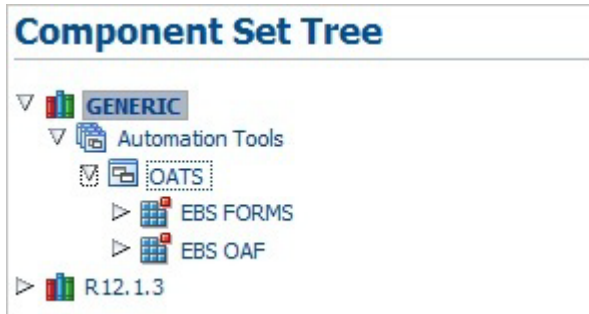 Component Set Tree
GENERIC
Automation Tools
OATS
EBS FORMS
EBS OAF
R12.1.3